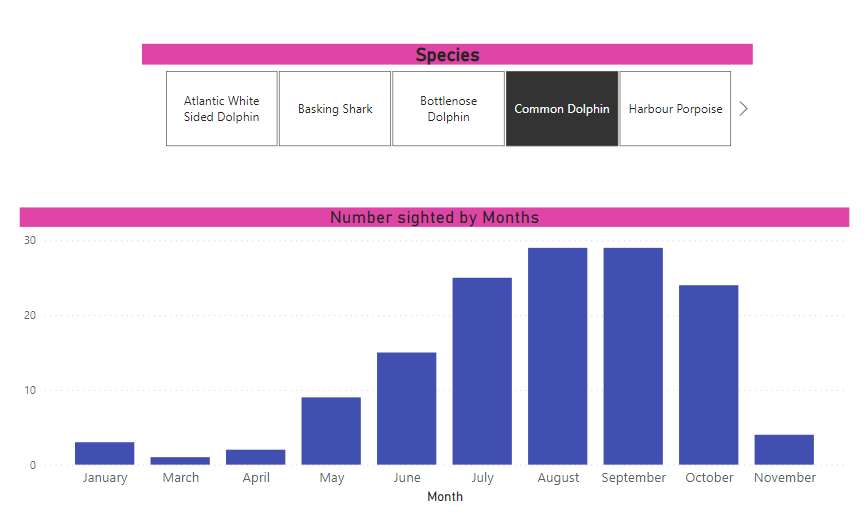 Species
Atlantic White
Sided Dolphin
Basking Shark
Bottlenose
Dolphin
Common Dolphin
Harbour Porpoise
Number sighted by Months
30
20
10
0
January
March
April
May
June
July
August
September
October
November
Month